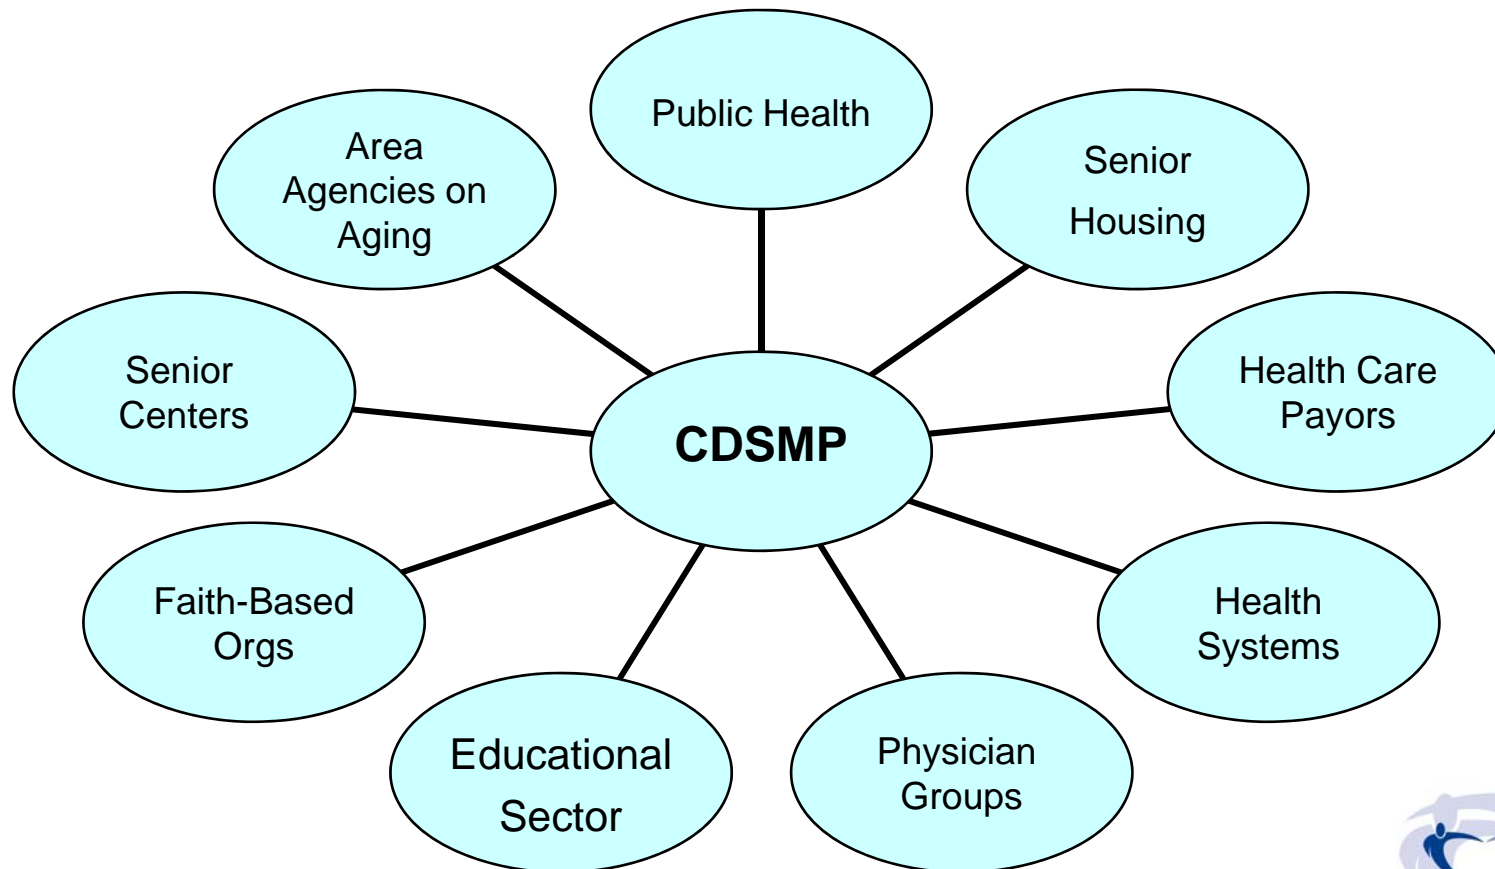 Public Health
Area
Agencies on
Aging
Senior
Housing
Senior
Centers
Health Care
Payors
CDSMP
Faith-Based
Orgs
Health
Systems
Educational
Sector
Physician
Groups